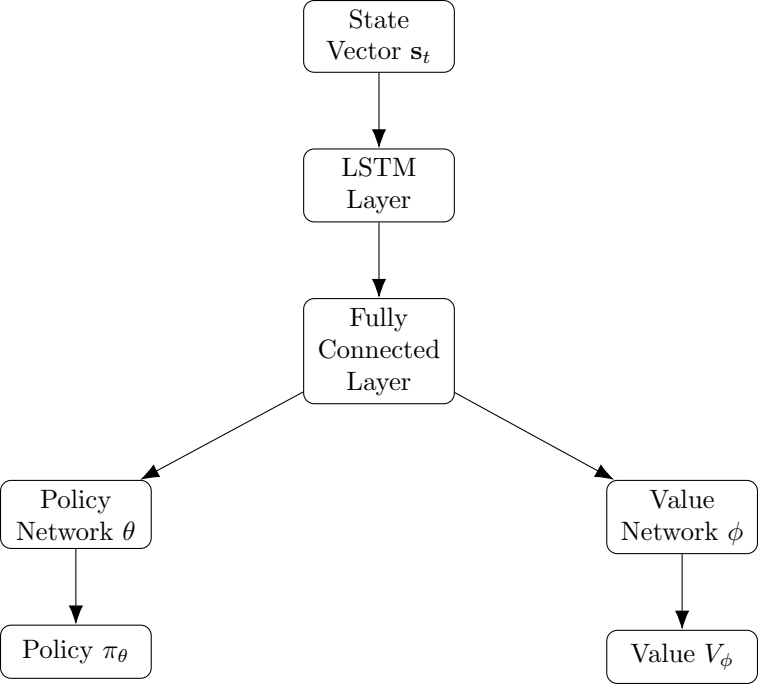 State
Vector s_t
LSTM
Layer
Fully
Connected
Layer
Policy
Network θ
Value
Network ϕ
Policy π_θ
Value V_ϕ